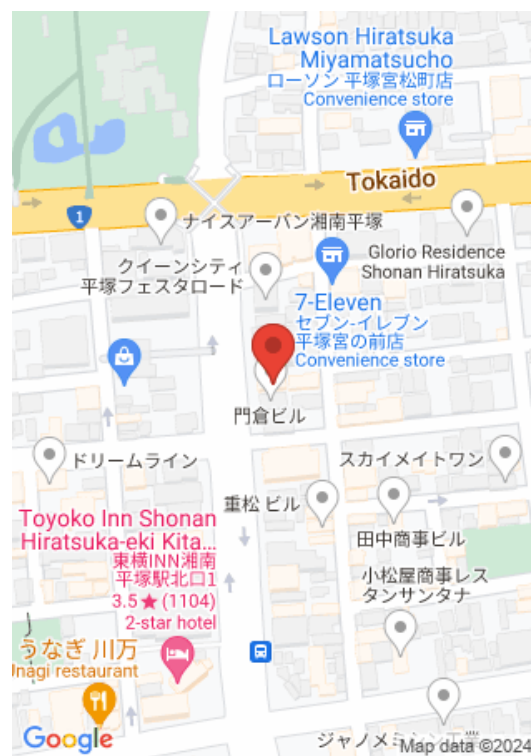 Lawson Hiratsuka
Miyamatsucho
ローソン 平塚宮松町店
Convenience store
Tokaido
1
ナイスアーバン湘南平塚
Glorio Residence
Shonan Hiratsuka
クイーンシティ
平塚フェスタロード
7-Eleven
セブン-イレブン
平塚宮の前店
Convenience store
門倉ビル
ドリームライン
スカイメイトワン
重松 ビル
田中商事ビル
Toyoko Inn Shonan
Hiratsuka-eki Kita...
東横INN湘南
平塚駅北口1
3.5★(1104)
2-star hotel
小松屋商事レス
タンサンタナ
うなぎ 川万
Unagi restaurant
Google
Map data ©2024